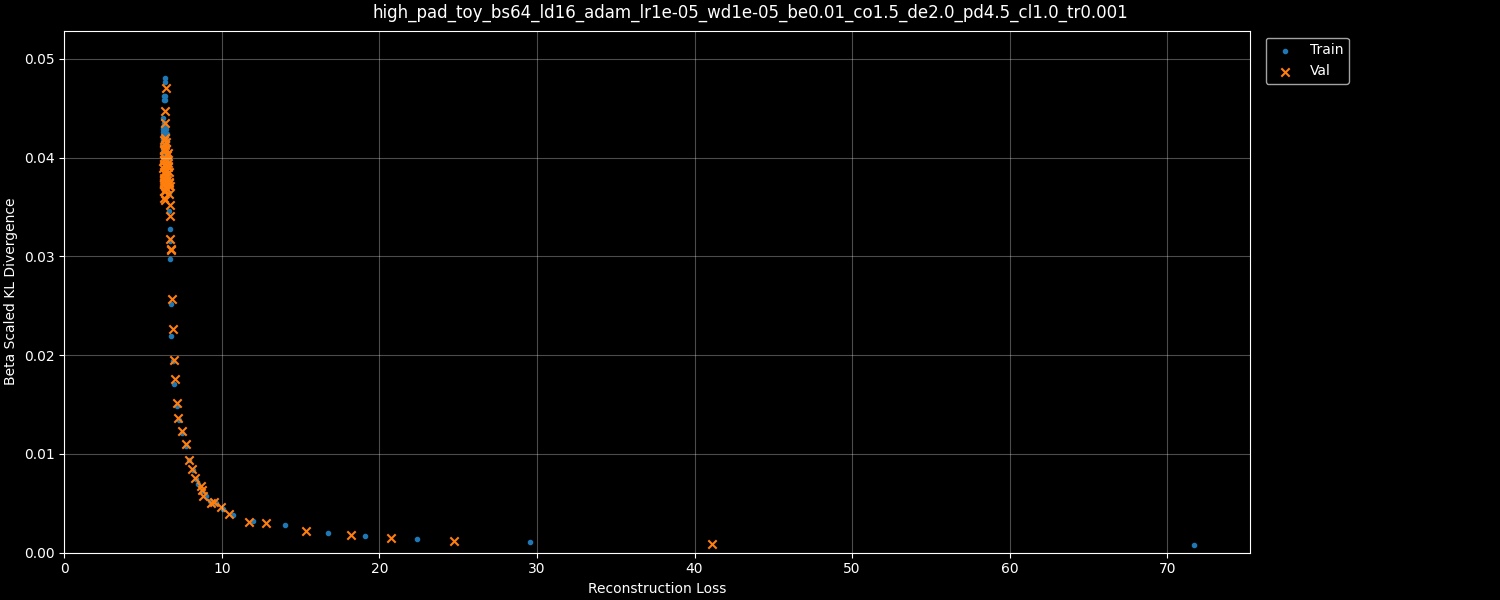 high_pad_toy_bs64_ld16_adam_lr1e-05_wd1e-05_be0.01_co1.5_de2.0_pd4.5_cl1.0_tr0.001
Train
Val
Beta Scaled KL Divergence
0.05
0.04
0.03
0.02
0.01
0.00
0 10 20 30 40 50 60 70
Reconstruction Loss